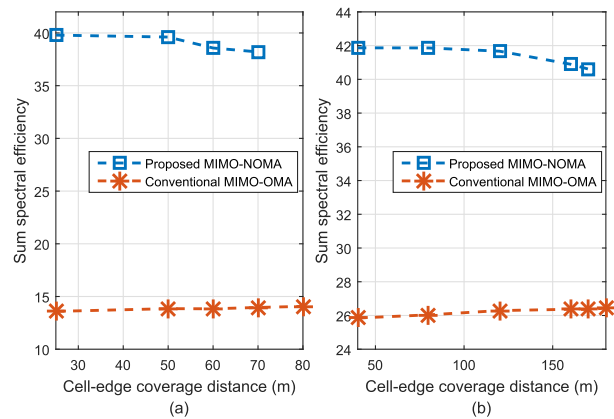 40
35
30
25
20
15
10
Sum spectral efficiency
Proposed MIMO-NOMA
Conventional MIMO-OMA
30 40 50 60 70 80
Cell-edge coverage distance (m)
(a)
44
42
40
38
36
34
32
30
28
26
24
Sum spectral efficiency
Proposed MIMO-NOMA
Conventional MIMO-OMA
50 100 150
Cell-edge coverage distance (m)
(b)